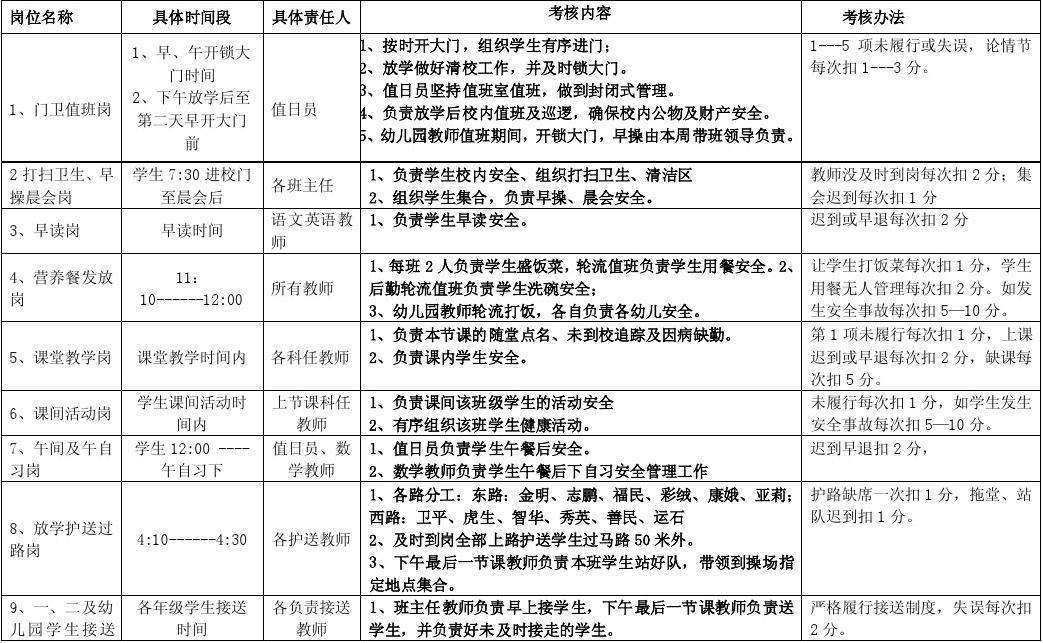 岗位名称 具体时间段 具体责任人 考核内容 考核办法
1、门卫值班岗
1、早、午开锁大
门时间
2、下午放学后至
第二天早开大门
前
值日员
1、按时开大门，组织学生有序进门；
2、放学做好清校工作，并及时锁大门。
3、值日员坚持值班室值班，做到封闭式管理。
4、负责放学后校内值班及巡逻，确保校内公物及财产安全。
5、幼儿园教师值班期间，开锁大门，早操由本周带班领导负责。
1---5 项未履行或失误，论情节
每次扣 1---3 分。
2 打扫卫生、早
操晨会岗
学生 7:30 进校门
至晨会后
各班主任
1、负责学生校内安全、组织打扫卫生、清洁区
2、组织学生集合，负责早操、晨会安全。
教师没及时到岗每次扣 2 分；集
会迟到每次扣 1 分
3、早读岗
早读时间
语文英语教
师
1、负责学生早读安全。
迟到或早退每次扣 2 分
4、营养餐发放
岗
11：
10------12:00
所有教师
1、每班 2 人负责学生盛饭菜，轮流值班负责学生用餐安全。2、
后勤轮流值班负责学生洗碗安全；
3、幼儿园教师轮流打饭，各自负责各幼儿安全。
让学生打饭菜每次扣 1 分，学生
用餐无人管理每次扣 2 分。如发
生安全事故每次扣 5—10 分。
5、课堂教学岗
课堂教学时间内
各科任教师
1、负责本节课的随堂点名、未到校追踪及因病缺勤。
2、负责课内学生安全。
第 1 项未履行每次扣 1 分，上课
迟到或早退每次扣 2 分，缺课每
次扣 5 分。
6、课间活动岗
学生课间活动时
间内
上节课科任
教师
1、负责课间该班级学生的活动安全
2、有序组织该班学生健康活动。
未履行每次扣 1 分，如学生发生
安全事故每次扣 5—10 分。
7、午间及午自
习岗
学生 12:00 ----
午自习下
值日员、数
学教师
1、值日员负责学生午餐后安全。
2、数学教师负责学生午餐后下自习安全管理工作
迟到早退扣 2 分，
8、放学护送过
路岗
4:10------4:30
各护送教师
1、各路分工：东路：金明、志鹏、福民、彩绒、康娥、亚莉；
西路：卫平、虎生、智华、秀英、善民、运石
2、及时到岗全部上路护送学生过马路 50 米外。
3、下午最后一节课教师负责本班学生站好队，带领到操场指
定地点集合。
护路缺席一次扣 1 分，拖堂、站
队迟到扣 1 分。
9、一、二及幼
儿园学生接送
各年级学生接送
时间
各负责接送
教师
1、班主任教师负责早上接学生，下午最后一节课教师负责送
学生，并负责好未及时接走的学生。
严格履行接送制度，失误每次扣
2 分。